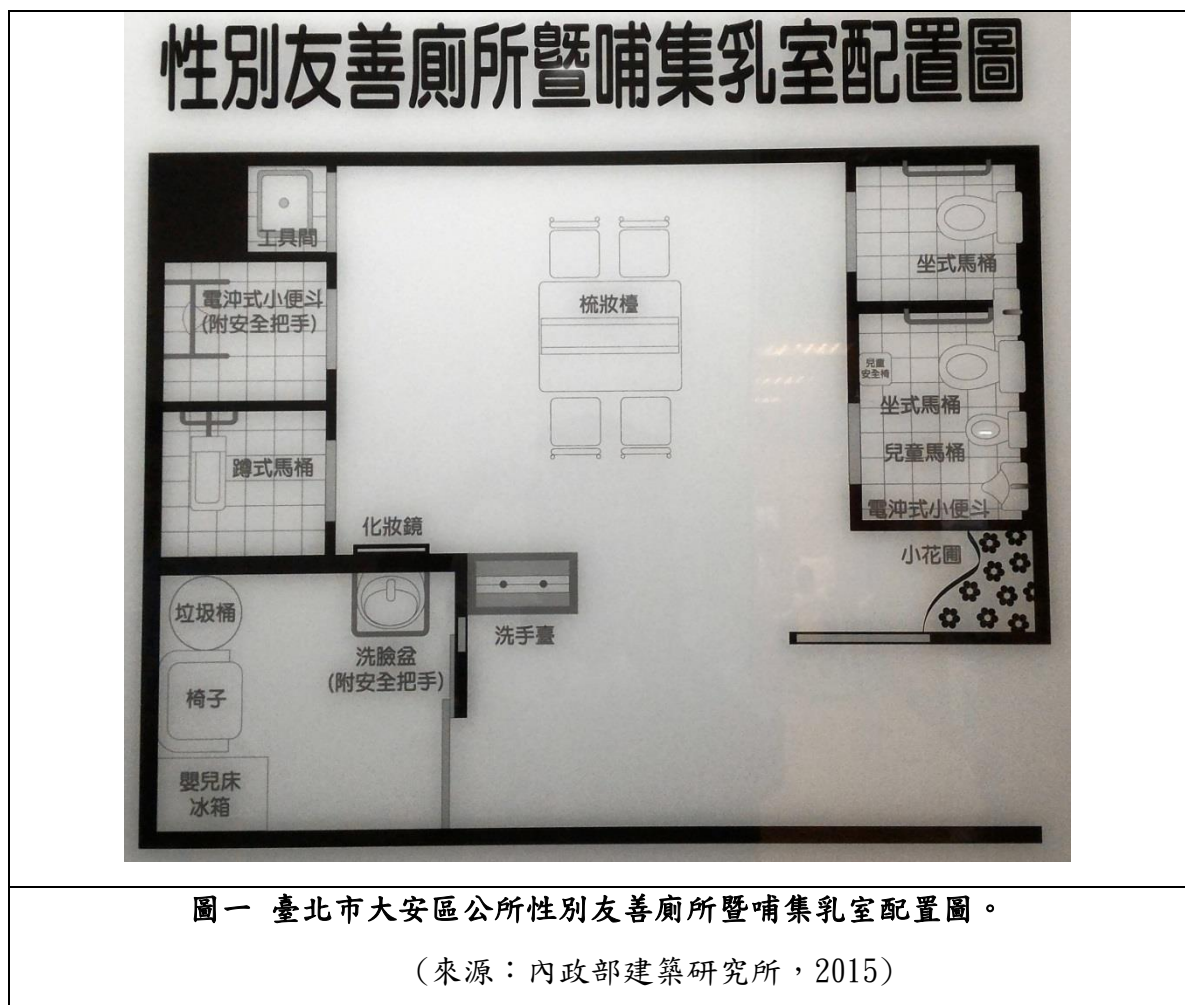 性別友善廁所暨哺集乳室配置圖
工具間
電沖式小便斗
(附安全把手)
蹲式馬桶
梳妝檯
坐式馬桶
兒童
安全椅
坐式馬桶
兒童馬桶
電沖式小便斗
小花圃
化妝鏡
洗手臺
垃圾桶
洗臉盆
(附安全把手)
椅子
嬰兒床
冰箱
圖一 臺北市大安區公所性別友善廁所暨哺集乳室配置圖。
(來源：內政部建築研究所，2015)